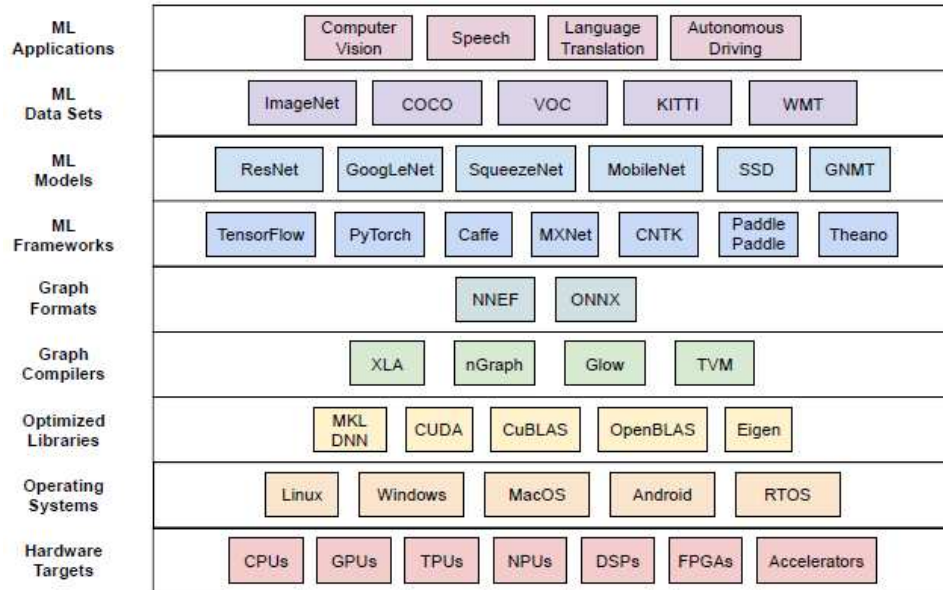 ML
Applications
Computer
Vision
Speech
Language
Translation
Autonomous
Driving
ML
Data Sets
ImageNet
COCO
VOC
KITTI
WMT
ML
Models
ResNet
GoogLeNet
SqueezeNet
MobileNet
SSD
GNMT
ML
Frameworks
TensorFlow
PyTorch
Caffe
MXNet
CNTK
Paddle
Paddle
Theano
Graph
Formats
NNEF
ONNX
Graph
Compilers
XLA
nGraph
Glow
TVM
Optimized
Libraries
MKL
DNN
CUDA
CuBLAS
OpenBLAS
Eigen
Operating
Systems
Linux
Windows
MacOS
Android
RTOS
Hardware
Targets
CPUs
GPUs
TPUs
NPUs
DSPs
FPGAs
Accelerators